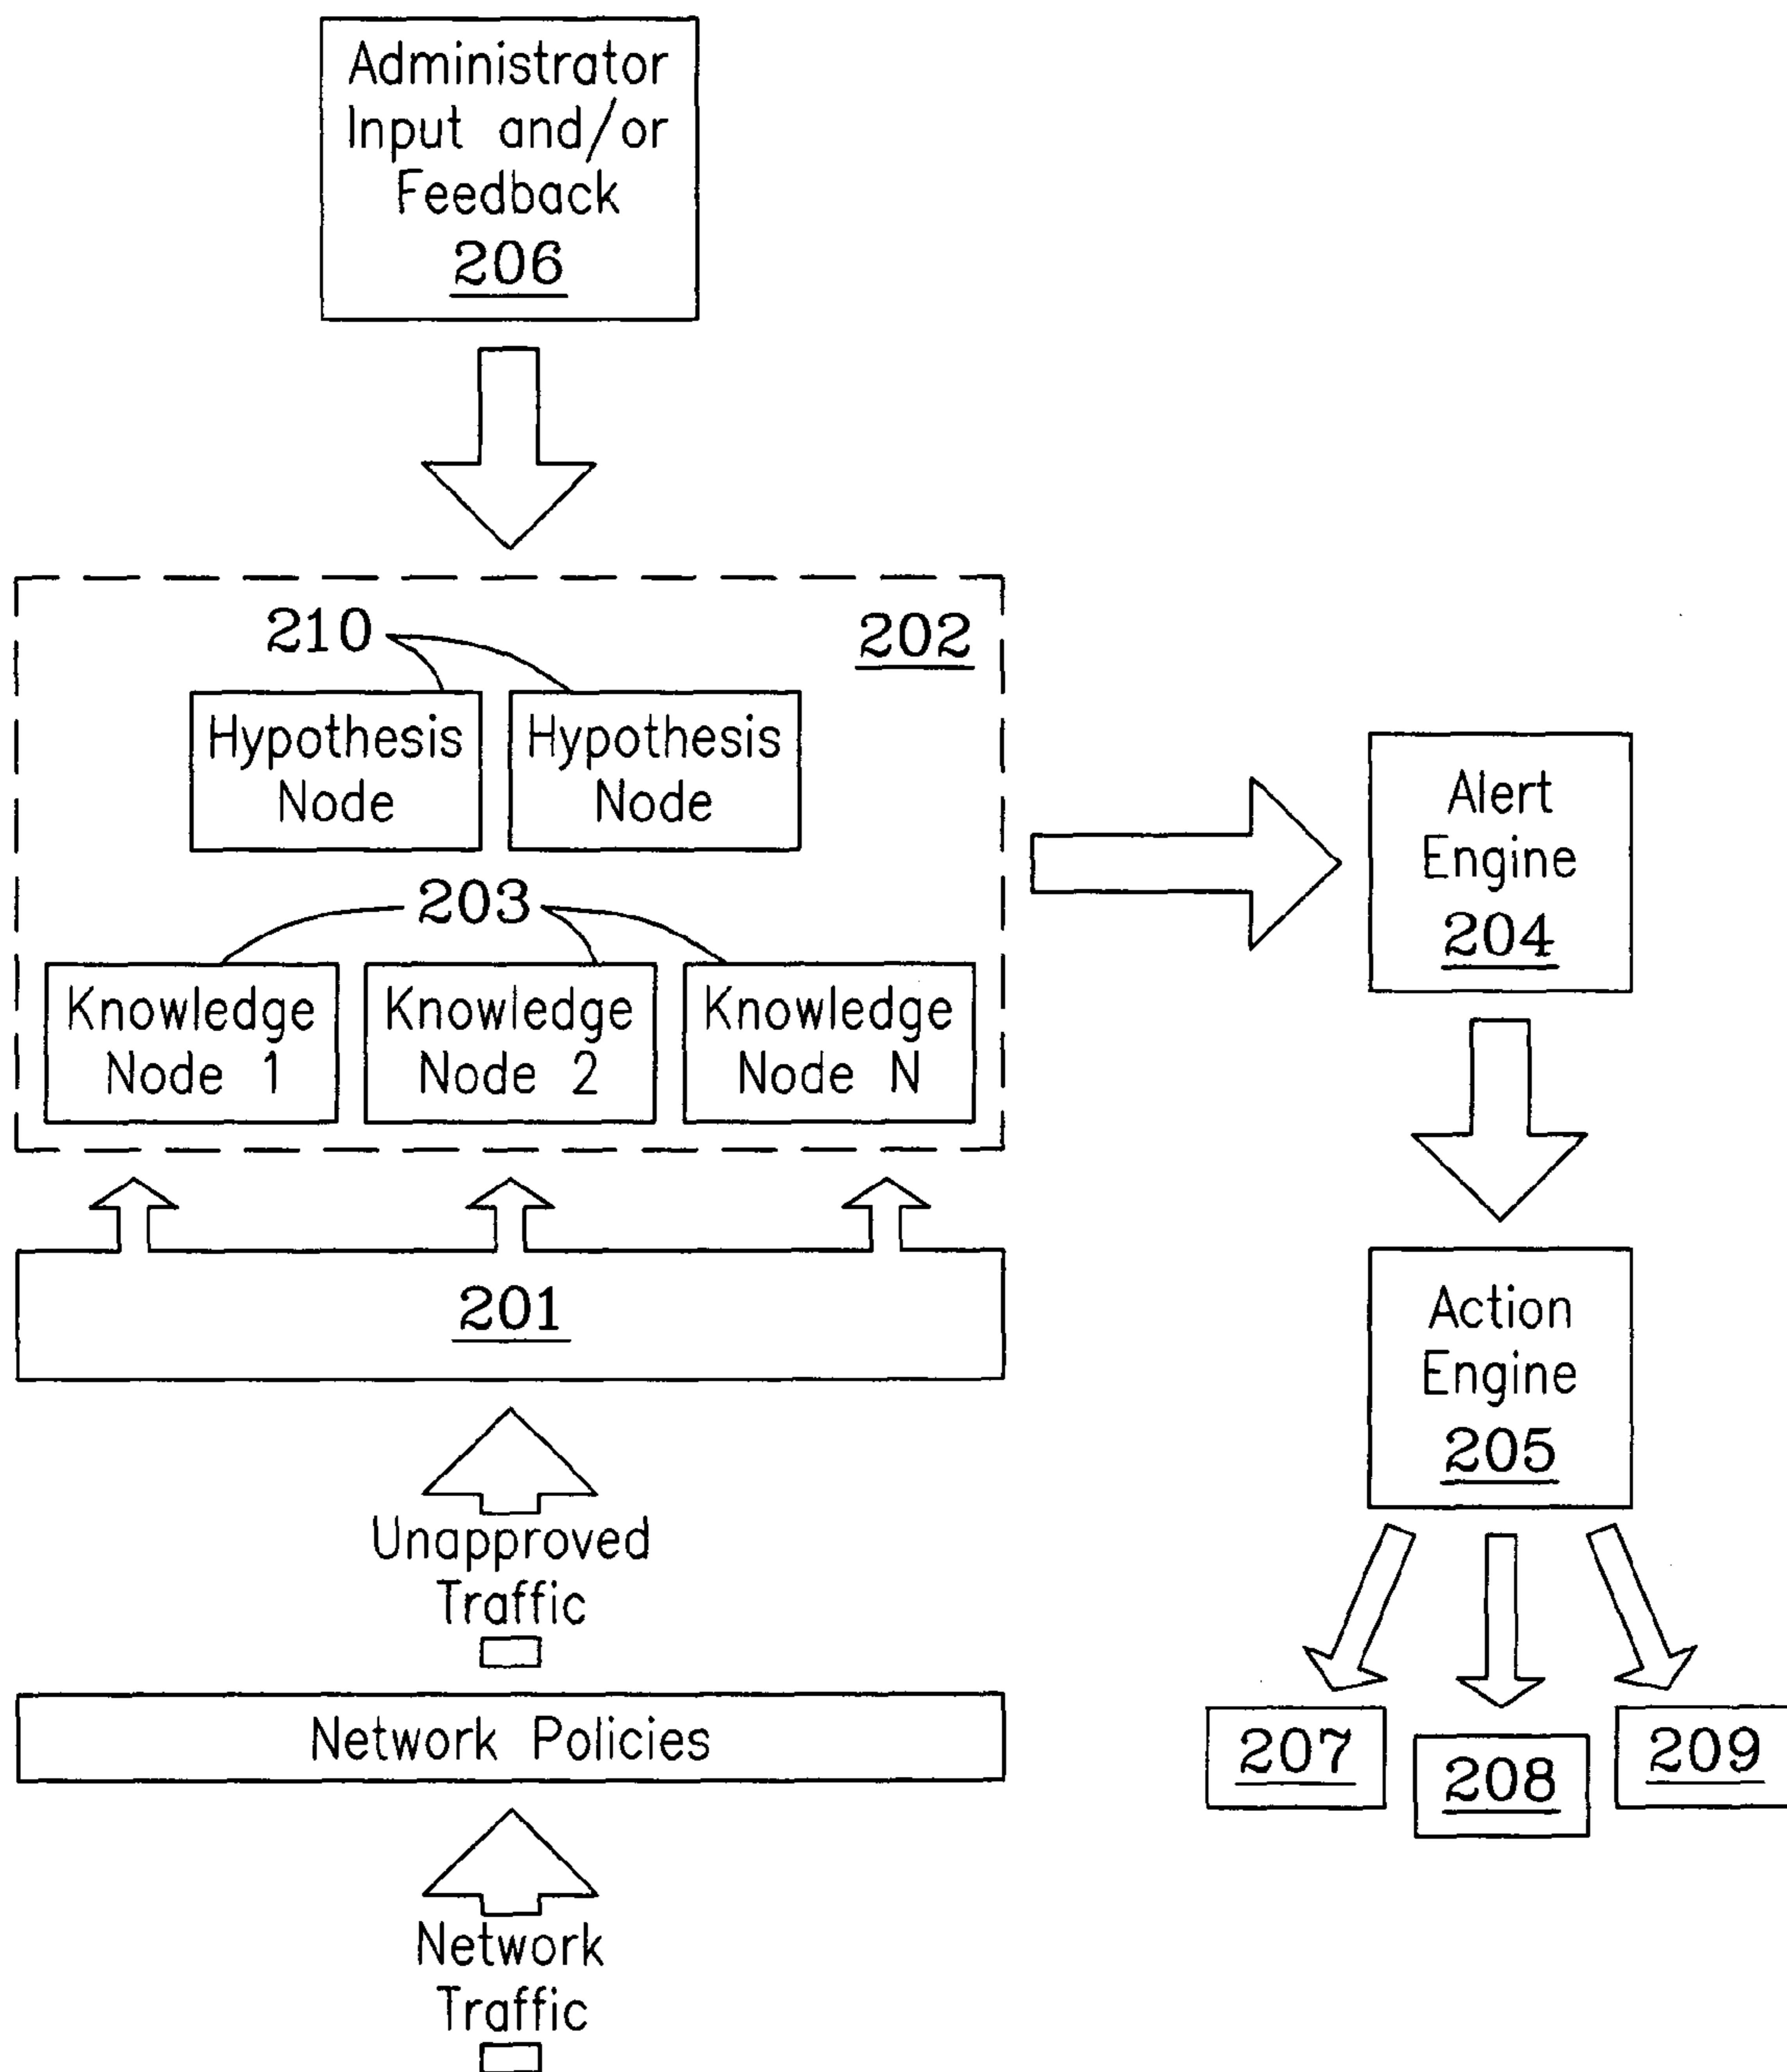 Administrator
Input and/or
Feedback
206
210
202
Hypothesis
Node
Hypothesis
Node
203
Knowledge
Node 1
Knowledge
Node 2
Knowledge
Node N
Alert
Engine
204
201
Action
Engine
205
Unapproved
Traffic
Network Policies
207
208
209
Network
Traffic